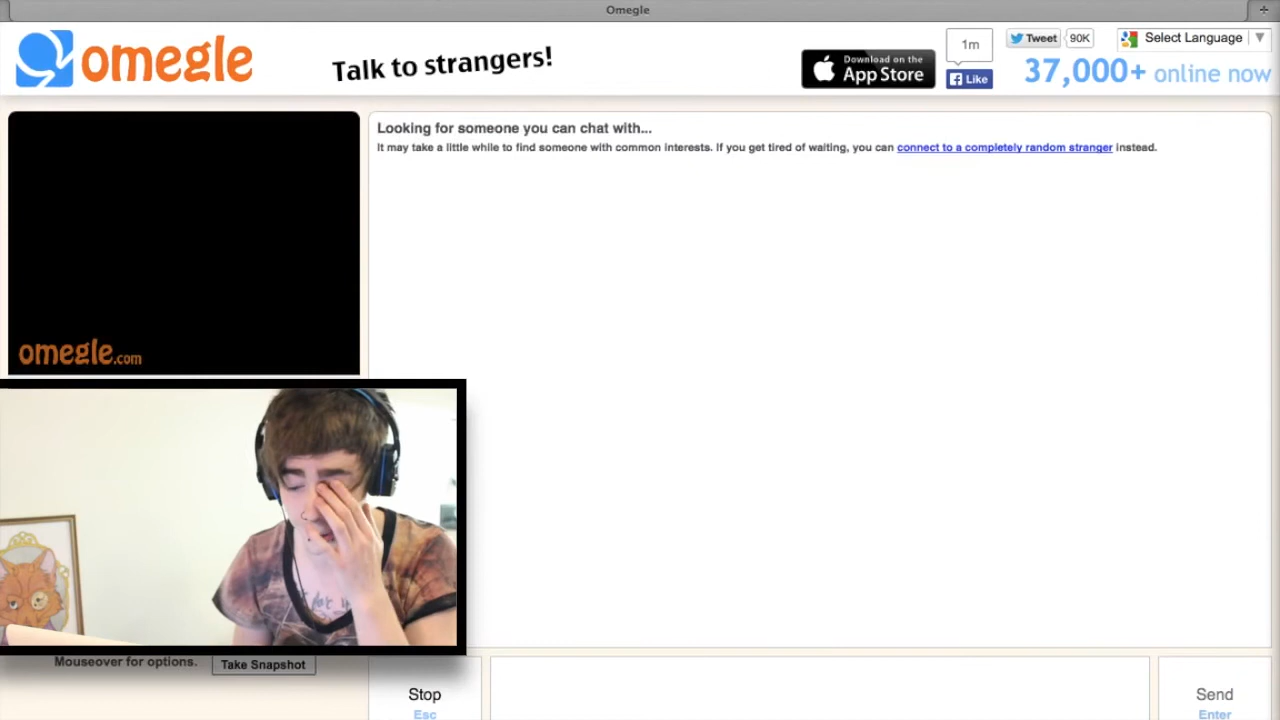 Omegle
omegle
Talk to strangers!
Download on the
App Store
1m
Like
Tweet
90K
Select Language
37,000+ online now
Looking for someone you can chat with...
It may take a little while to find someone with common interests. If you get tired of waiting, you can connect to a completely random stranger instead.
omegle.com
Mouseover for options.
Take Snapshot
Stop
Esc
Send
Enter